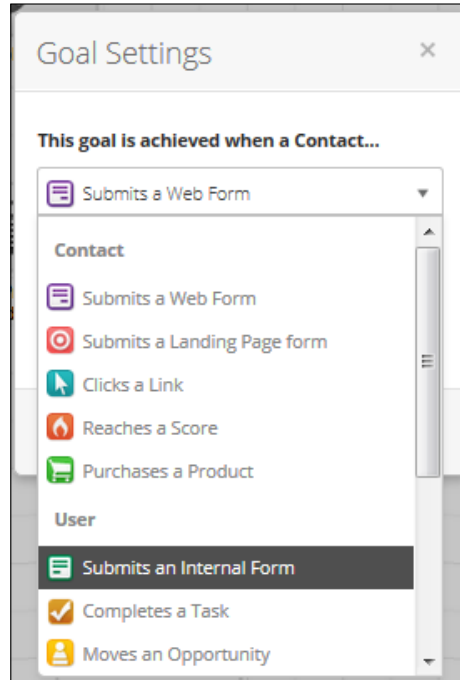 Goal Settings ×
This goal is achieved when a Contact...
Submits a Web Form
Contact
Submits a Web Form
Submits a Landing Page form
Clicks a Link
Reaches a Score
Purchases a Product
User
Submits an Internal Form
Completes a Task
Moves an Opportunity